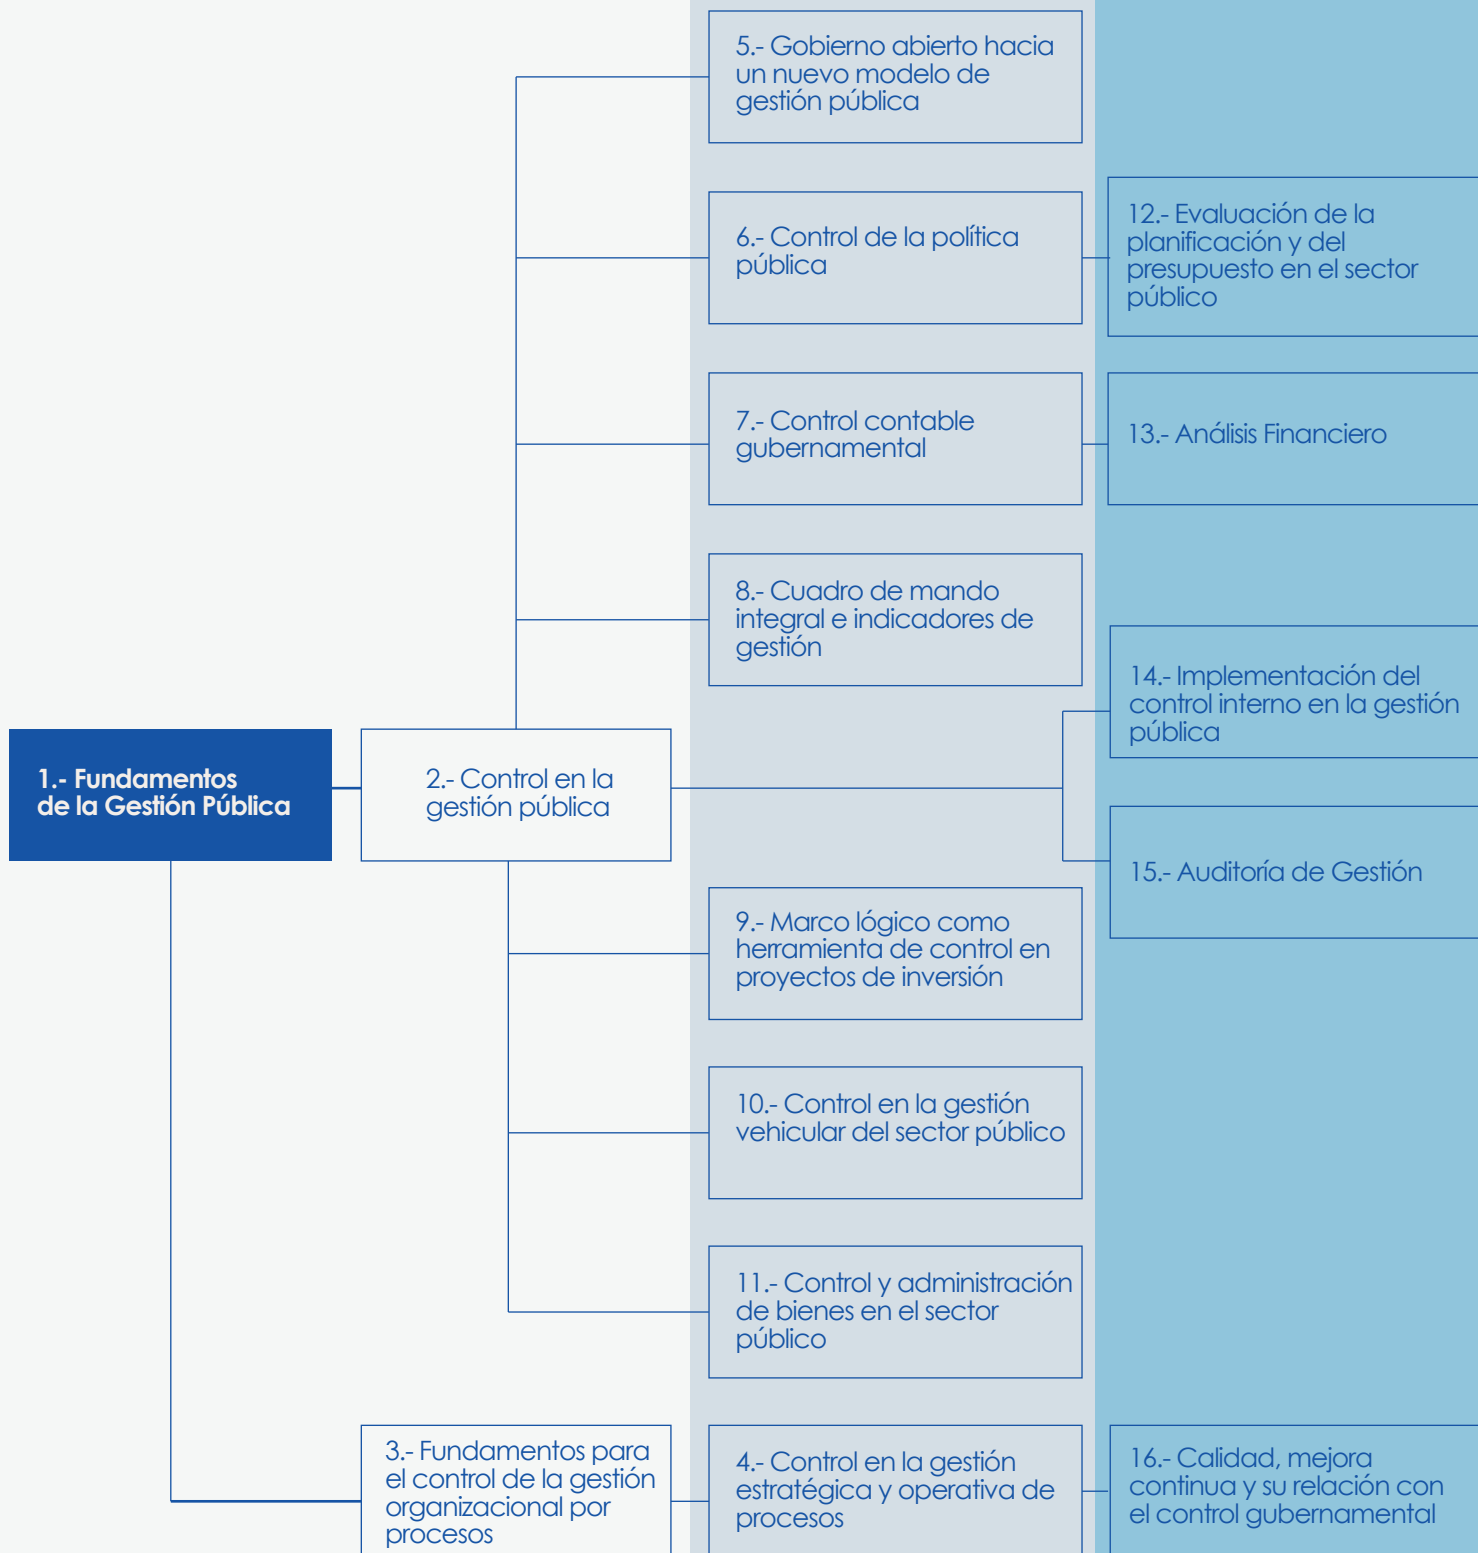 5.- Gobierno abierto hacia
un nuevo modelo de
gestión pública
12.- Evaluación de la
planificación y del
presupuesto en el sector
público
6.- Control de la política
pública
7.- Control contable
gubernamental
13.- Análisis Financiero
8.- Cuadro de mando
integral e indicadores de
gestión
14.- Implementación del
control interno en la gestión
pública
1.- Fundamentos
de la Gestión Pública
2.- Control en la
gestión pública
15.- Auditoría de Gestión
9.- Marco lógico como
herramienta de control en
proyectos de inversión
10.- Control en la gestión
vehicular del sector público
11.- Control y administración
de bienes en el sector
público
3.- Fundamentos para
el control de la gestión
organizacional por
procesos
4.- Control en la gestión
estratégica y operativa de
procesos
16.- Calidad, mejora
continua y su relación con
el control gubernamental